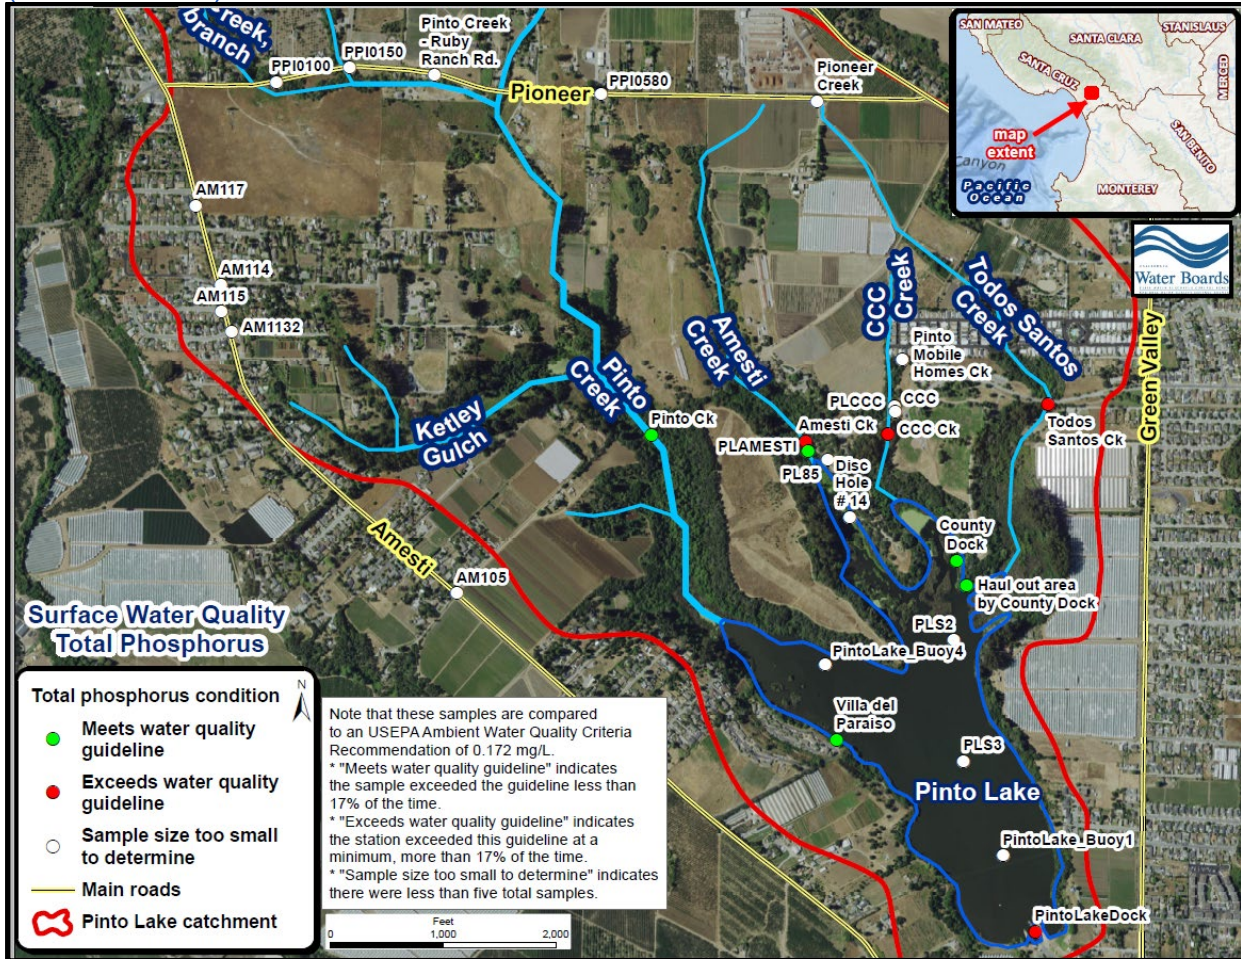 Creek,
branch
PPI0100
PPI0150
Pinto Creek
- Ruby
Ranch Rd.
Pioneer
PPI0580
Pioneer
Creek
SAN MATEO
SANTA CLARA
STANISLAUS
SANTA CRUZ
MERCED
map
extent
SAN BENITO
Canyon
Pacific
Ocean
MONTEREY
CALIFORNIA
Water Boards
AM117
AM114
AM115
AM1132
Amesti
Creek
CCC
Creek
Todos Santos
Creek
Green Valley
Pinto
Mobile
Homes Ck
Pinto
Creek
Ketley
Gulch
Pinto Ck
PLCCC
CCC
Amesti Ck
CCC Ck
Todos
Santos Ck
PLAMESTI
PL85
Disc
Hole
# 14
County
Dock
Haul out area
by County Dock
Amesti
AM105
PLS2
PintoLake_Buoy4
Villa del
Paraiso
PLS3
Pinto Lake
PintoLake_Buoy1
PintoLakeDock
Surface Water Quality
Total Phosphorus
Total phosphorus condition
N
Meets water quality
guideline
Exceeds water quality
guideline
Sample size too small
to determine
Main roads
Pinto Lake catchment
Note that these samples are compared
to an USEPA Ambient Water Quality Criteria
Recommendation of 0.172 mg/L.
* "Meets water quality guideline" indicates
the sample exceeded the guideline less than
17% of the time.
* "Exceeds water quality guideline" indicates
the station exceeded this guideline at a
minimum, more than 17% of the time.
* "Sample size too small to determine" indicates
there were less than five total samples.
Feet
0 1,000 2,000